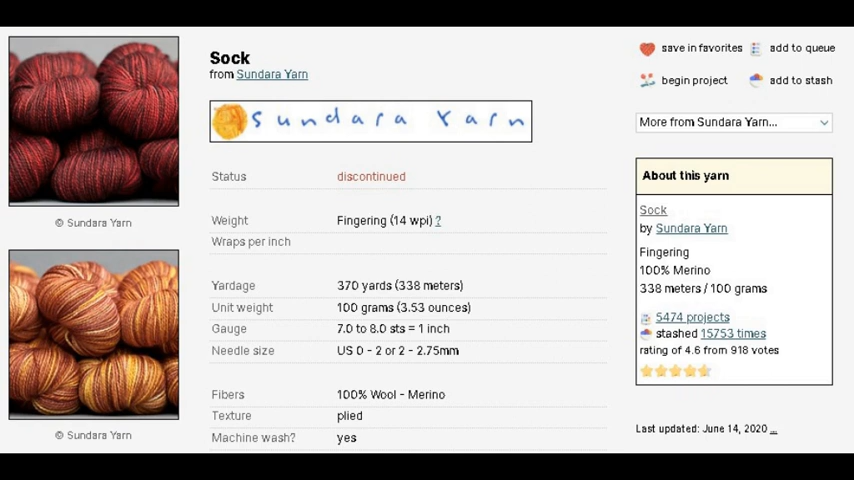 Sock
from Sundara Yarn
sundara Yarn
Status discontinued
Weight Fingering (14 wpi) ?
Wraps per inch
Yardage 370 yards (338 meters)
Unit weight 100 grams (3.53 ounces)
Gauge 7.0 to 8.0 sts = 1 inch
Needle size US 0 - 2 or 2 - 2.75mm
Fibers 100% Wool - Merino
Texture plied
Machine wash? yes
© Sundara Yarn
© Sundara Yarn
save in favorites add to queue
begin project add to stash
More from Sundara Yarn...
About this yarn
Sock
by Sundara Yarn
Fingering
100% Merino
338 meters / 100 grams
5474 projects
stashed 15753 times
rating of 4.6 from 918 votes
Last updated: June 14, 2020 ...